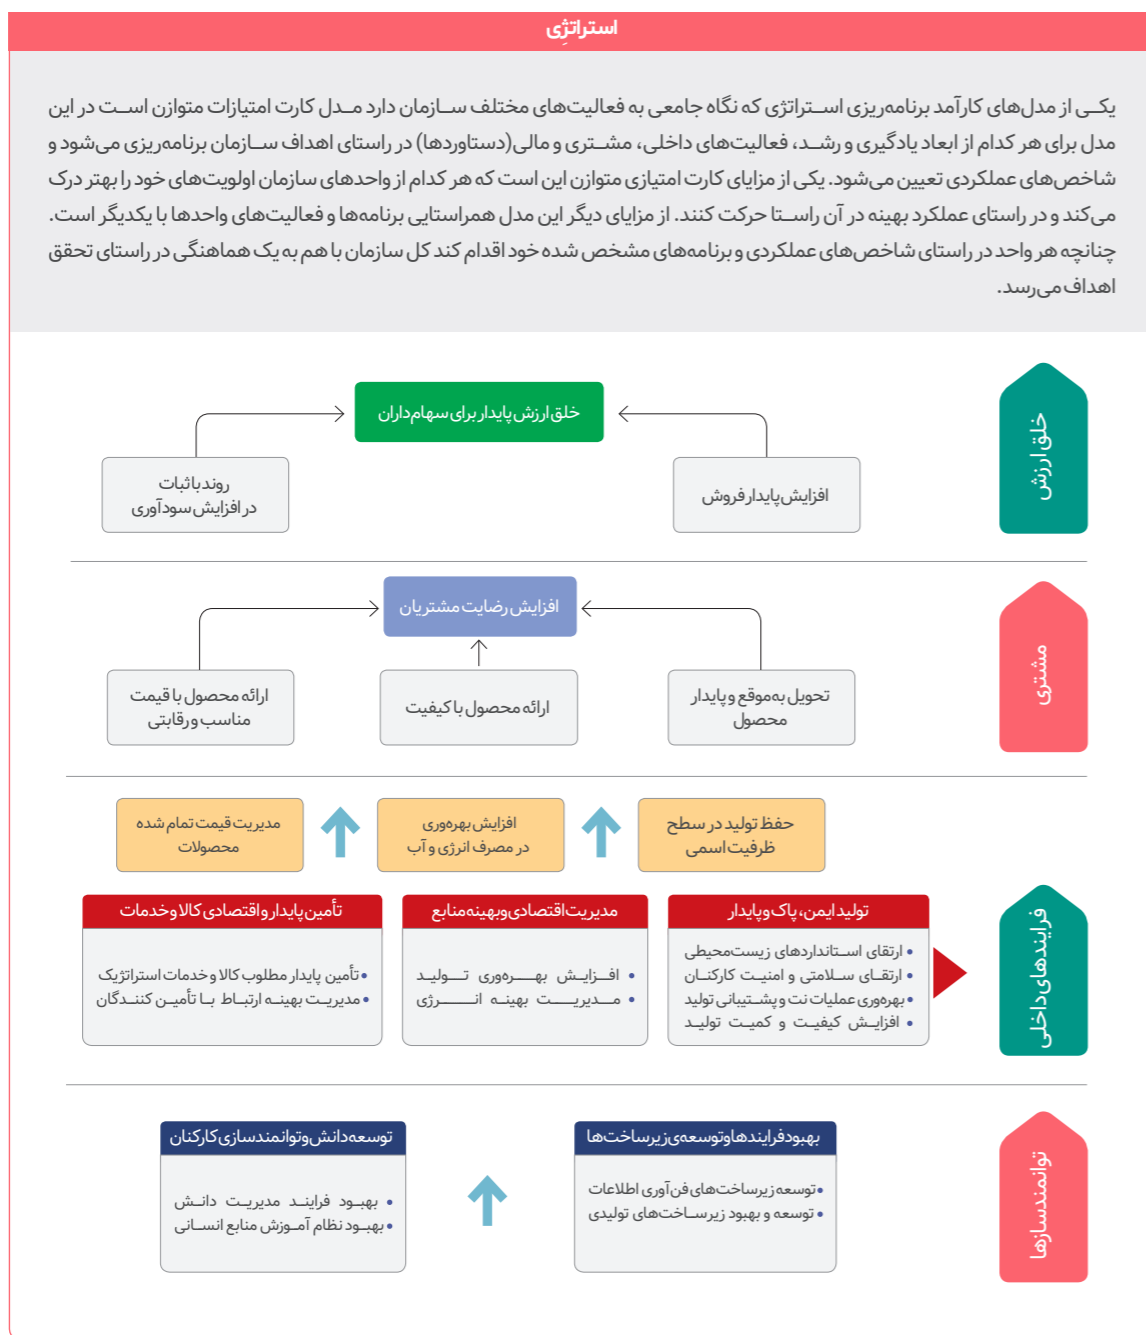 استراتژِی
یکی از مدل‌های کارآمد برنامه‌ریزی استراتژی که نگاه جامعی به فعالیت‌های مختلف سازمان دارد مدل کارت امتیازات متوازن است در این
مدل برای هر کدام از ابعاد یادگیری و رشد، فعالیت‌های داخلی، مشتری و مالی(دستاوردها) در راستای اهداف سازمان برنامه‌ریزی می‌شود و
شاخص‌های عملکردی تعیین می‌شود. یکی از مزایای کارت امتیازی متوازن این است که هر کدام از واحدهای سازمان اولویت‌های خود را بهتر درک
می‌کند و در راستای عملکرد بهینه در آن راستا حرکت کنند. از مزایای دیگر این مدل همراستایی برنامه‌ها و فعالیت‌های واحدها با یکدیگر است.
چنانچه هر واحد در راستای شاخص‌های عملکردی و برنامه‌های مشخص شده خود اقدام کند کل سازمان با هم به یک هماهنگی در راستای تحقق
اهداف می‌رسد.
خلق ارزش
خلق ارزش پایدار برای سهام‌داران
افزایش پایدار فروش
روند باثبات
در افزایش سودآوری
مشتری
افزایش رضایت مشتریان
تحویل به‌موقع و پایدار
محصول
ارائه محصول با کیفیت
ارائه محصول با قیمت
مناسب و رقابتی
فرایندهای داخلی
حفظ تولید در سطح
ظرفیت اسمی
افزایش بهره‌وری
در مصرف انرژی و آب
مدیریت قیمت تمام شده
محصولات
تولید ایمن، پاک و پایدار
• ارتقای استانداردهای زیست‌محیطی
• ارتقای سلامتی و امنیت کارکنان
• بهره‌وری عملیات نت و پشتیبانی تولید
• افزایش کیفیت و کمیت تولید
مدیریت اقتصادی و بهینه منابع
• افزایش بهره‌وری تولید
• مدیریت بهینه انرژی
تأمین پایدار و اقتصادی کالا و خدمات
• تأمین پایدار مطلوب کالا و خدمات استراتژیک
• مدیریت بهینه ارتباط با تأمین کنندگان
توانمندسازها
بهبود فرایندها و توسعه‌ی زیرساخت‌ها
• توسعه زیرساخت‌های فن‌آوری اطلاعات
• توسعه و بهبود زیرساخت‌های تولیدی
توسعه دانش و توانمندسازی کارکنان
• بهبود فرایند مدیریت دانش
• بهبود نظام آموزش منابع انسانی